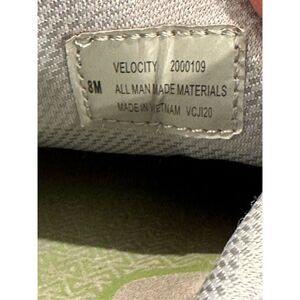 VELOCITY 2000109
8M ALL MAN MADE MATERIALS
MADE IN VIETNAM VCJI20